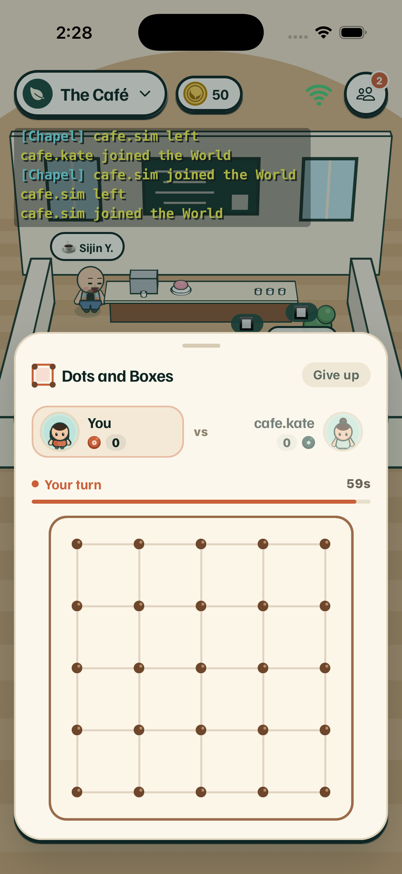 2:28
The Café
50
2
[Chapel] cafe.sim left
cafe.kate joined the World
[Chapel] cafe.sim joined the World
cafe.sim left
cafe.sim joined the World
☕ Sijin Y.
Dots and Boxes
Give up
You
0
vs
cafe.kate
0
Your turn
59s